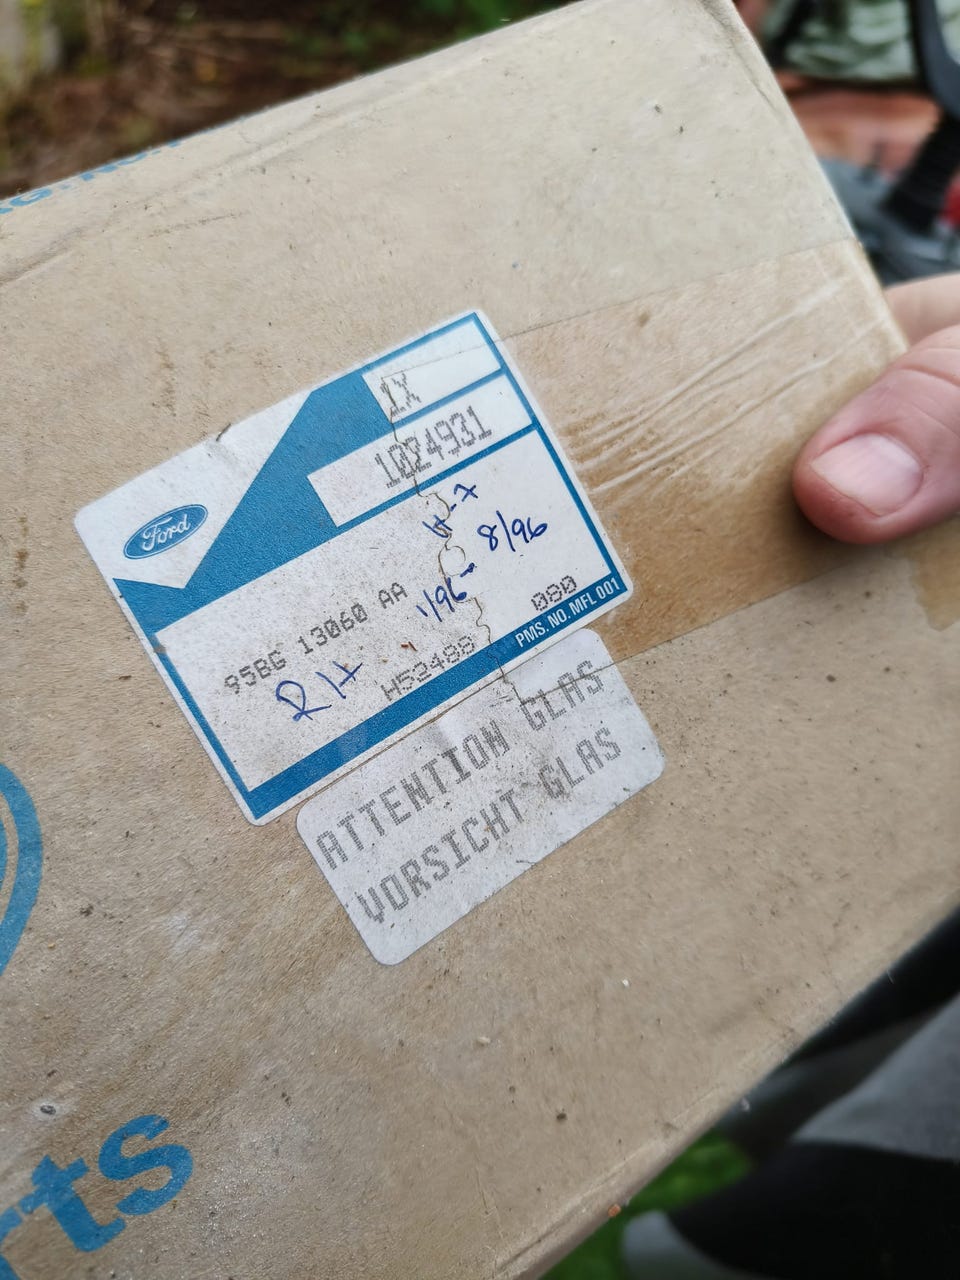 1X
1024931
Ford
H-7
8/96
1/96-
95BG 13060 AA
RH
H52488
080
PMS. NO. MFL 001
ATTENTION GLAS
VORSICHT GLAS
rts